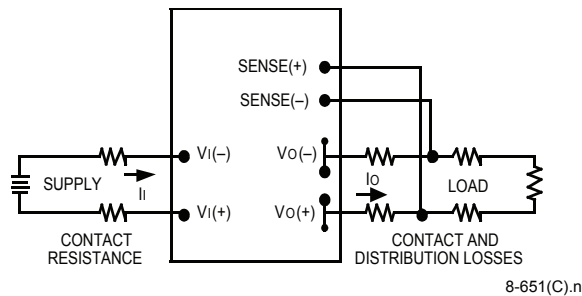 SENSE(+)
SENSE(–)
VI(–)
VO(–)
SUPPLY
II
IO
LOAD
VI(+)
VO(+)
CONTACT
RESISTANCE
CONTACT AND
DISTRIBUTION LOSSES
8-651(C).n